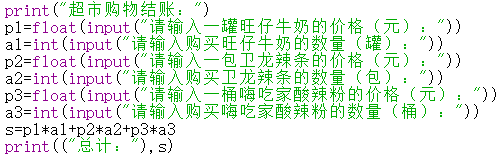 print("超市购物结账：")
p1=float(input("请输入一罐旺仔牛奶的价格（元）："))
a1=int(input("请输入购买旺仔牛奶的数量（罐）："))
p2=float(input("请输入一包卫龙辣条的价格（元）："))
a2=int(input("请输入购买卫龙辣条的数量（包）："))
p3=float(input("请输入一桶嗨吃家酸辣粉的价格（元）："))
a3=int(input("请输入购买嗨吃家酸辣粉的数量（桶）："))
s=p1*a1+p2*a2+p3*a3
print(("总计："),s)